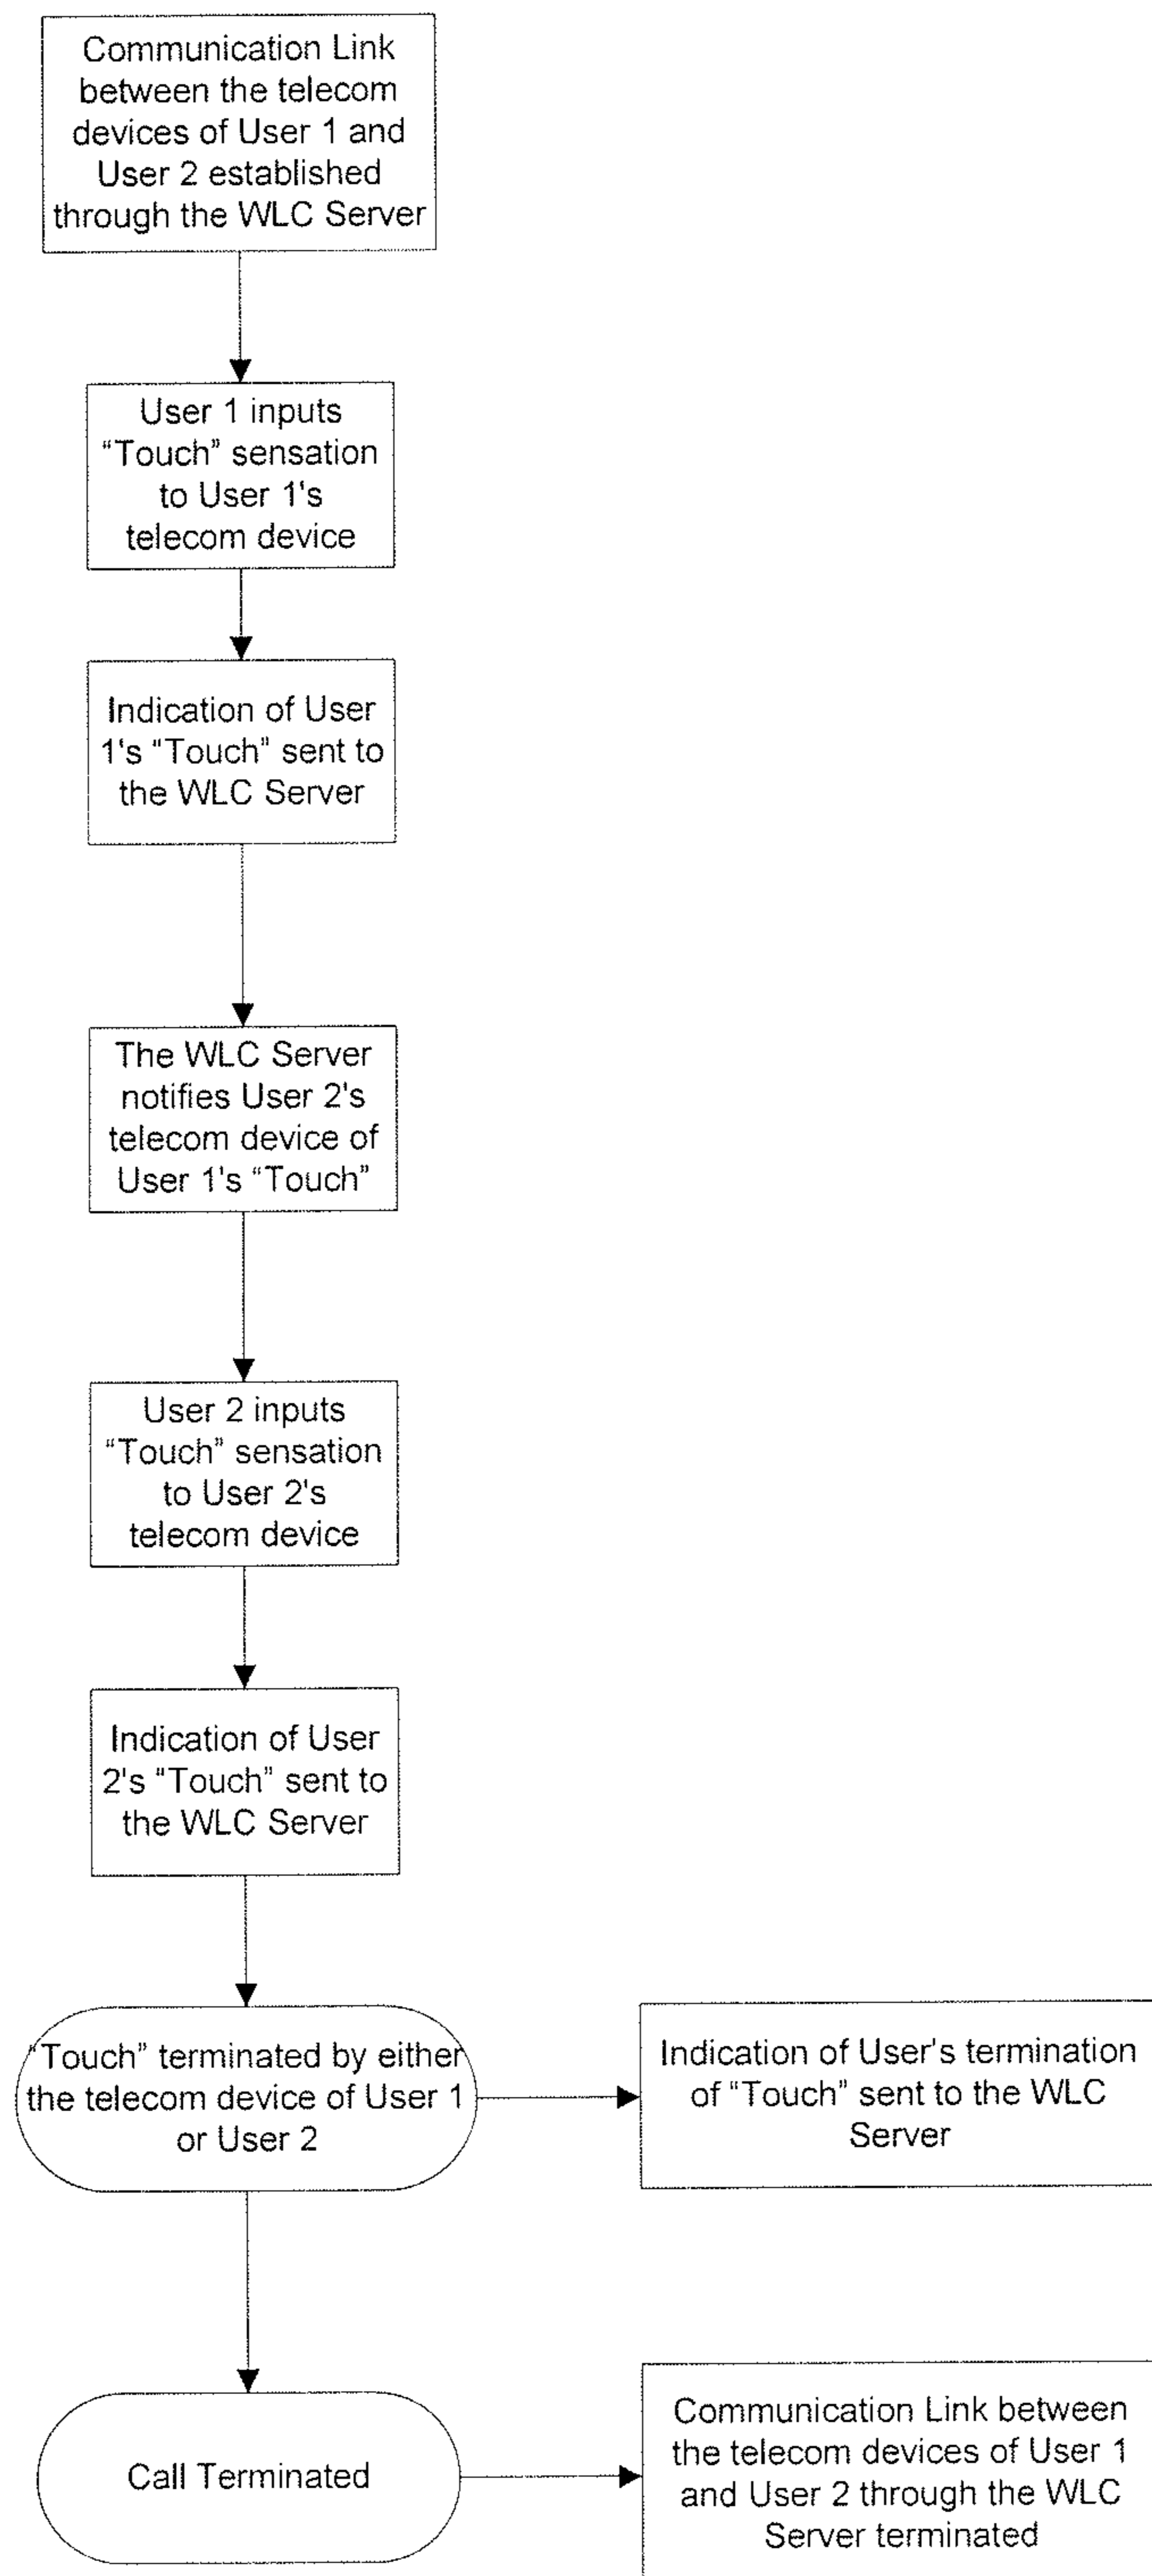 Communication Link
between the telecom
devices of User 1 and
User 2 established
through the WLC Server
User 1 inputs
“Touch” sensation
to User 1's
telecom device
Indication of User
1's “Touch” sent to
the WLC Server
The WLC Server
notifies User 2's
telecom device of
User 1's “Touch”
User 2 inputs
“Touch” sensation
to User 2's
telecom device
Indication of User
2's “Touch” sent to
the WLC Server
“Touch” terminated by either
the telecom device of User 1
or User 2
Indication of User's termination
of “Touch” sent to the WLC
Server
Call Terminated
Communication Link between
the telecom devices of User 1
and User 2 through the WLC
Server terminated